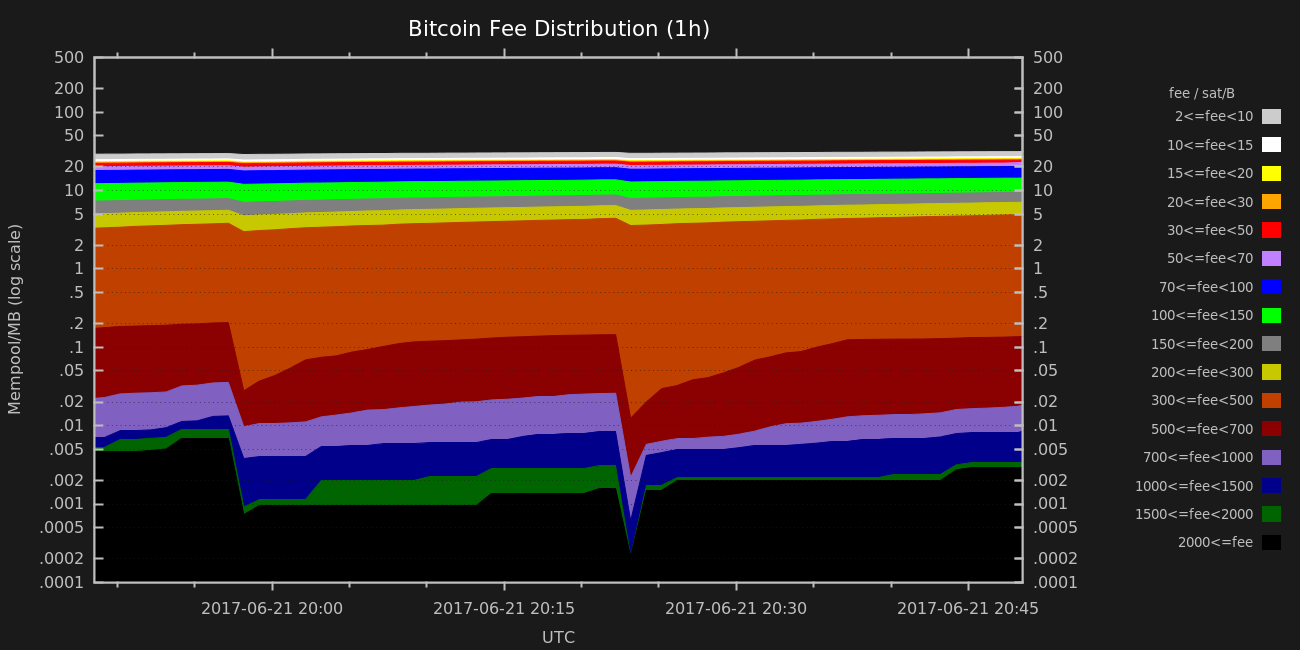 Bitcoin Fee Distribution (1h)
Mempool/MB (log scale)
500
200
100
50
20
10
5
2
1
.5
.2
.1
.05
.02
.01
.005
.002
.001
.0005
.0002
.0001
500
200
100
50
20
10
5
2
1
.5
.2
.1
.05
.02
.01
.005
.002
.001
.0005
.0002
.0001
2017-06-21 20:00 2017-06-21 20:15 2017-06-21 20:30 2017-06-21 20:45
UTC
fee / sat/B
2<=fee<10
10<=fee<15
15<=fee<20
20<=fee<30
30<=fee<50
50<=fee<70
70<=fee<100
100<=fee<150
150<=fee<200
200<=fee<300
300<=fee<500
500<=fee<700
700<=fee<1000
1000<=fee<1500
1500<=fee<2000
2000<=fee